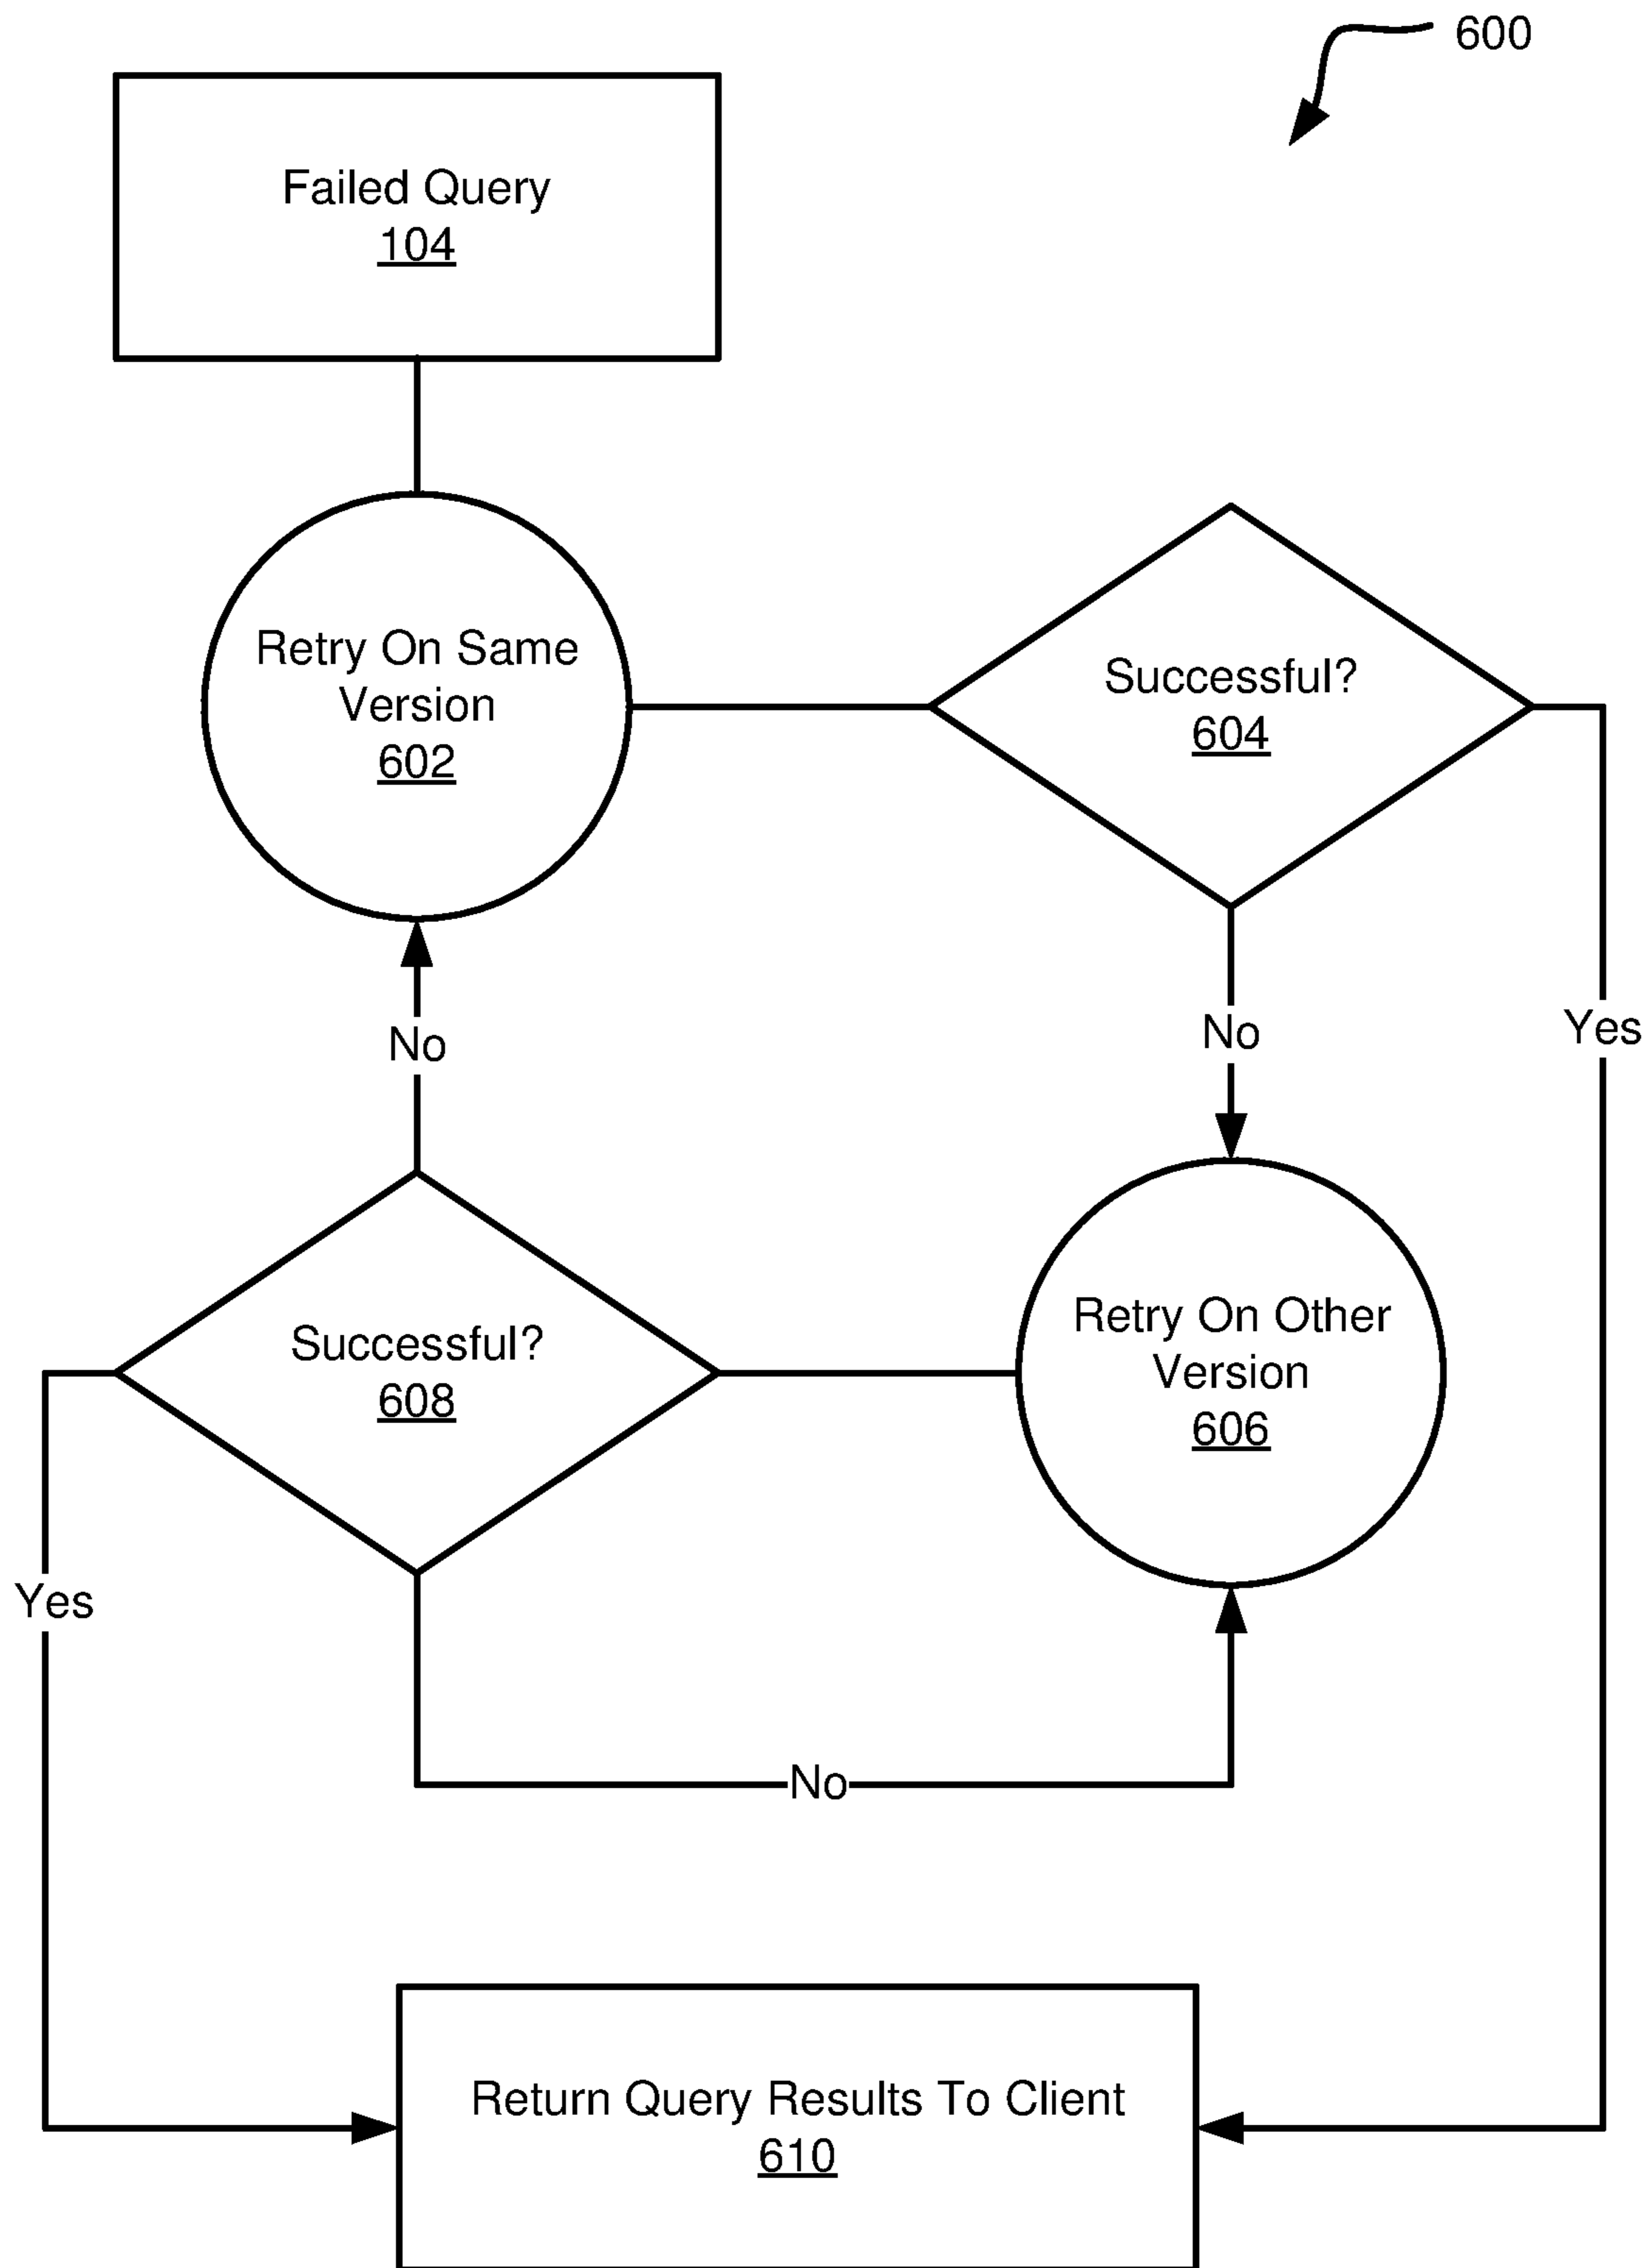 600
Failed Query
104
Retry On Same
Version
602
Successful?
604
No
No
Yes
Retry On Other
Version
606
Successful?
608
Yes
No
Return Query Results To Client
610